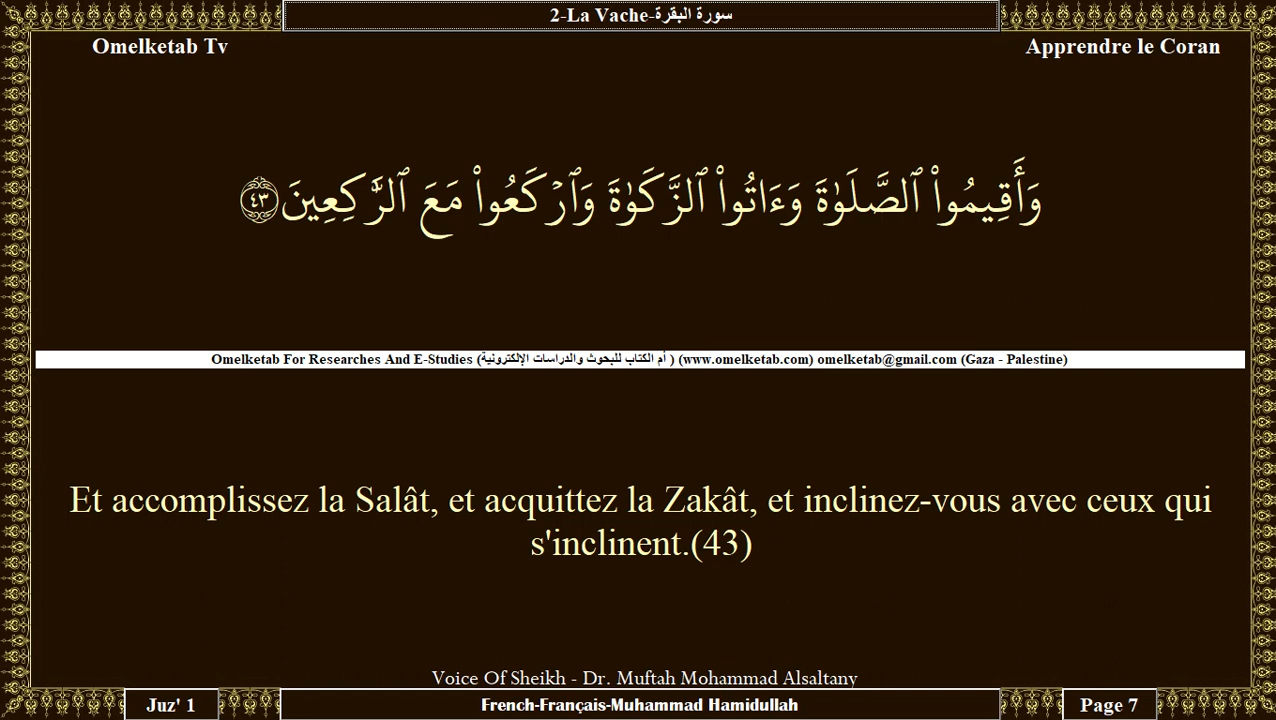 2-La Vache-سورة البقرة
Omelketab Tv
Apprendre le Coran
وَأَقِيمُوا۟ ٱلصَّلَوٰةَ وَءَاتُوا۟ ٱلزَّكَوٰةَ وَٱرْكَعُوا۟ مَعَ ٱلرَّٰكِعِينَ ٤٣
Omelketab For Researches And E-Studies (أم الكتاب للبحوث والدراسات الإلكترونية ) (www.omelketab.com) omelketab@gmail.com (Gaza - Palestine)
Et accomplissez la Salât, et acquittez la Zakât, et inclinez-vous avec ceux qui
s'inclinent.(43)
Voice Of Sheikh - Dr. Muftah Mohammad Alsaltany
Juz' 1
French-Français-Muhammad Hamidullah
Page 7